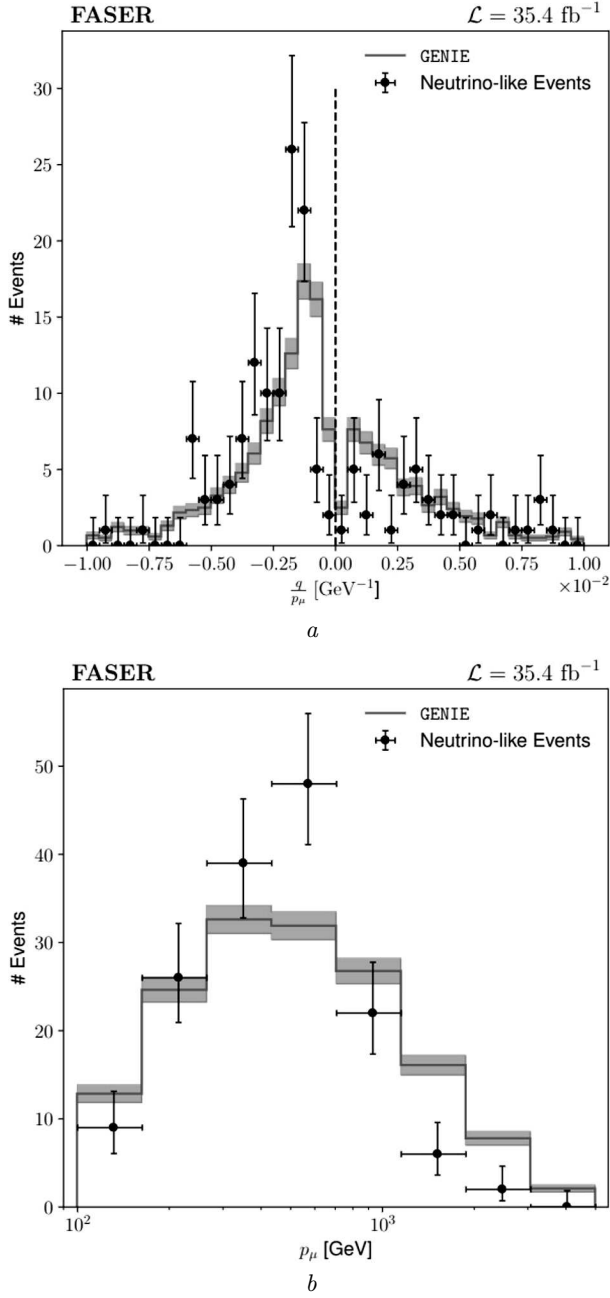 FASER
L = 35.4 fb⁻¹
GENIE
Neutrino-like Events
# Events
30
25
20
15
10
5
0
−1.00 −0.75 −0.50 −0.25 0.00 0.25 0.50 0.75 1.00
q/pμ [GeV⁻¹]
×10⁻²
a
FASER
L = 35.4 fb⁻¹
GENIE
Neutrino-like Events
# Events
50
40
30
20
10
0
10² 10³
pμ [GeV]
b